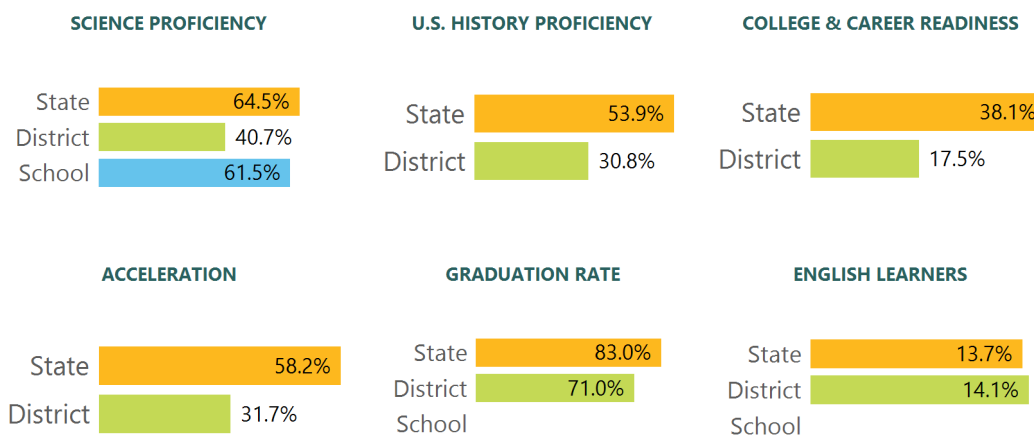 SCIENCE PROFICIENCY
State 64.5%
District 40.7%
School 61.5%
U.S. HISTORY PROFICIENCY
State 53.9%
District 30.8%
COLLEGE & CAREER READINESS
State 38.1%
District 17.5%
ACCELERATION
State 58.2%
District 31.7%
GRADUATION RATE
State 83.0%
District 71.0%
School
ENGLISH LEARNERS
State 13.7%
District 14.1%
School